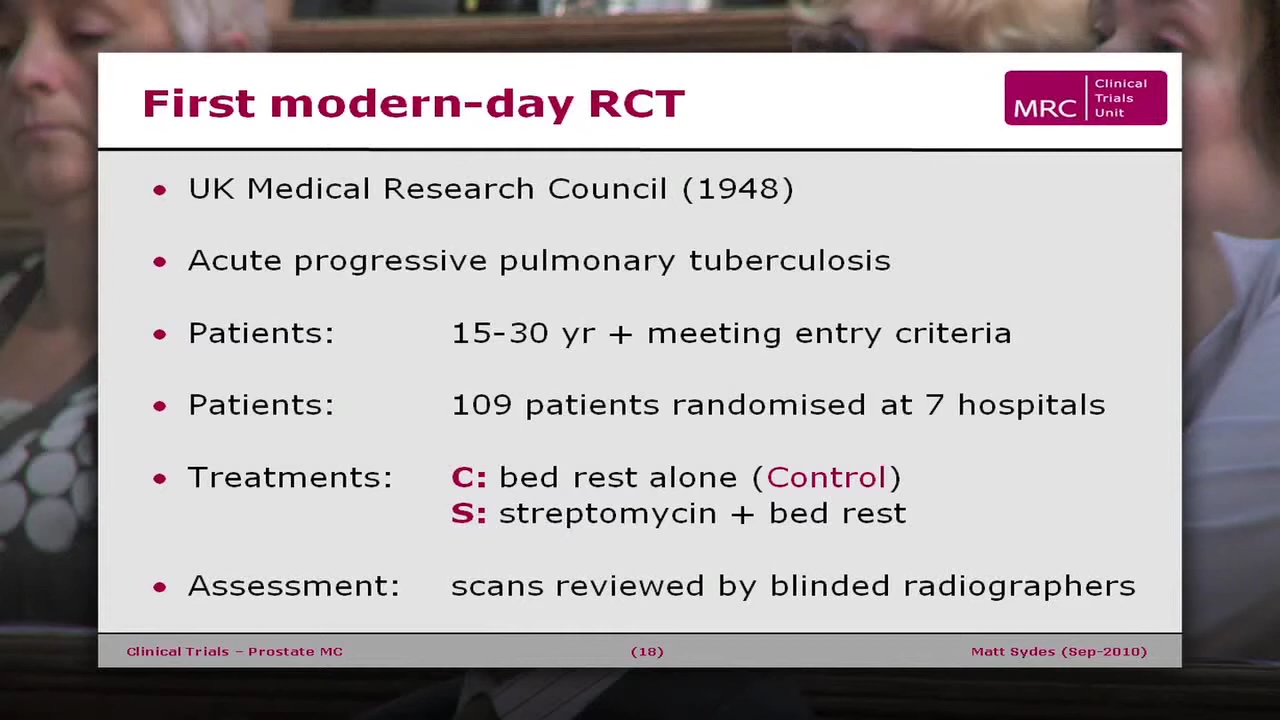 First modern-day RCT
MRC
Clinical
Trials
Unit
• UK Medical Research Council (1948)
• Acute progressive pulmonary tuberculosis
• Patients: 15-30 yr + meeting entry criteria
• Patients: 109 patients randomised at 7 hospitals
• Treatments: C: bed rest alone (Control)
S: streptomycin + bed rest
• Assessment: scans reviewed by blinded radiographers
Clinical Trials – Prostate MC (18) Matt Sydes (Sep-2010)